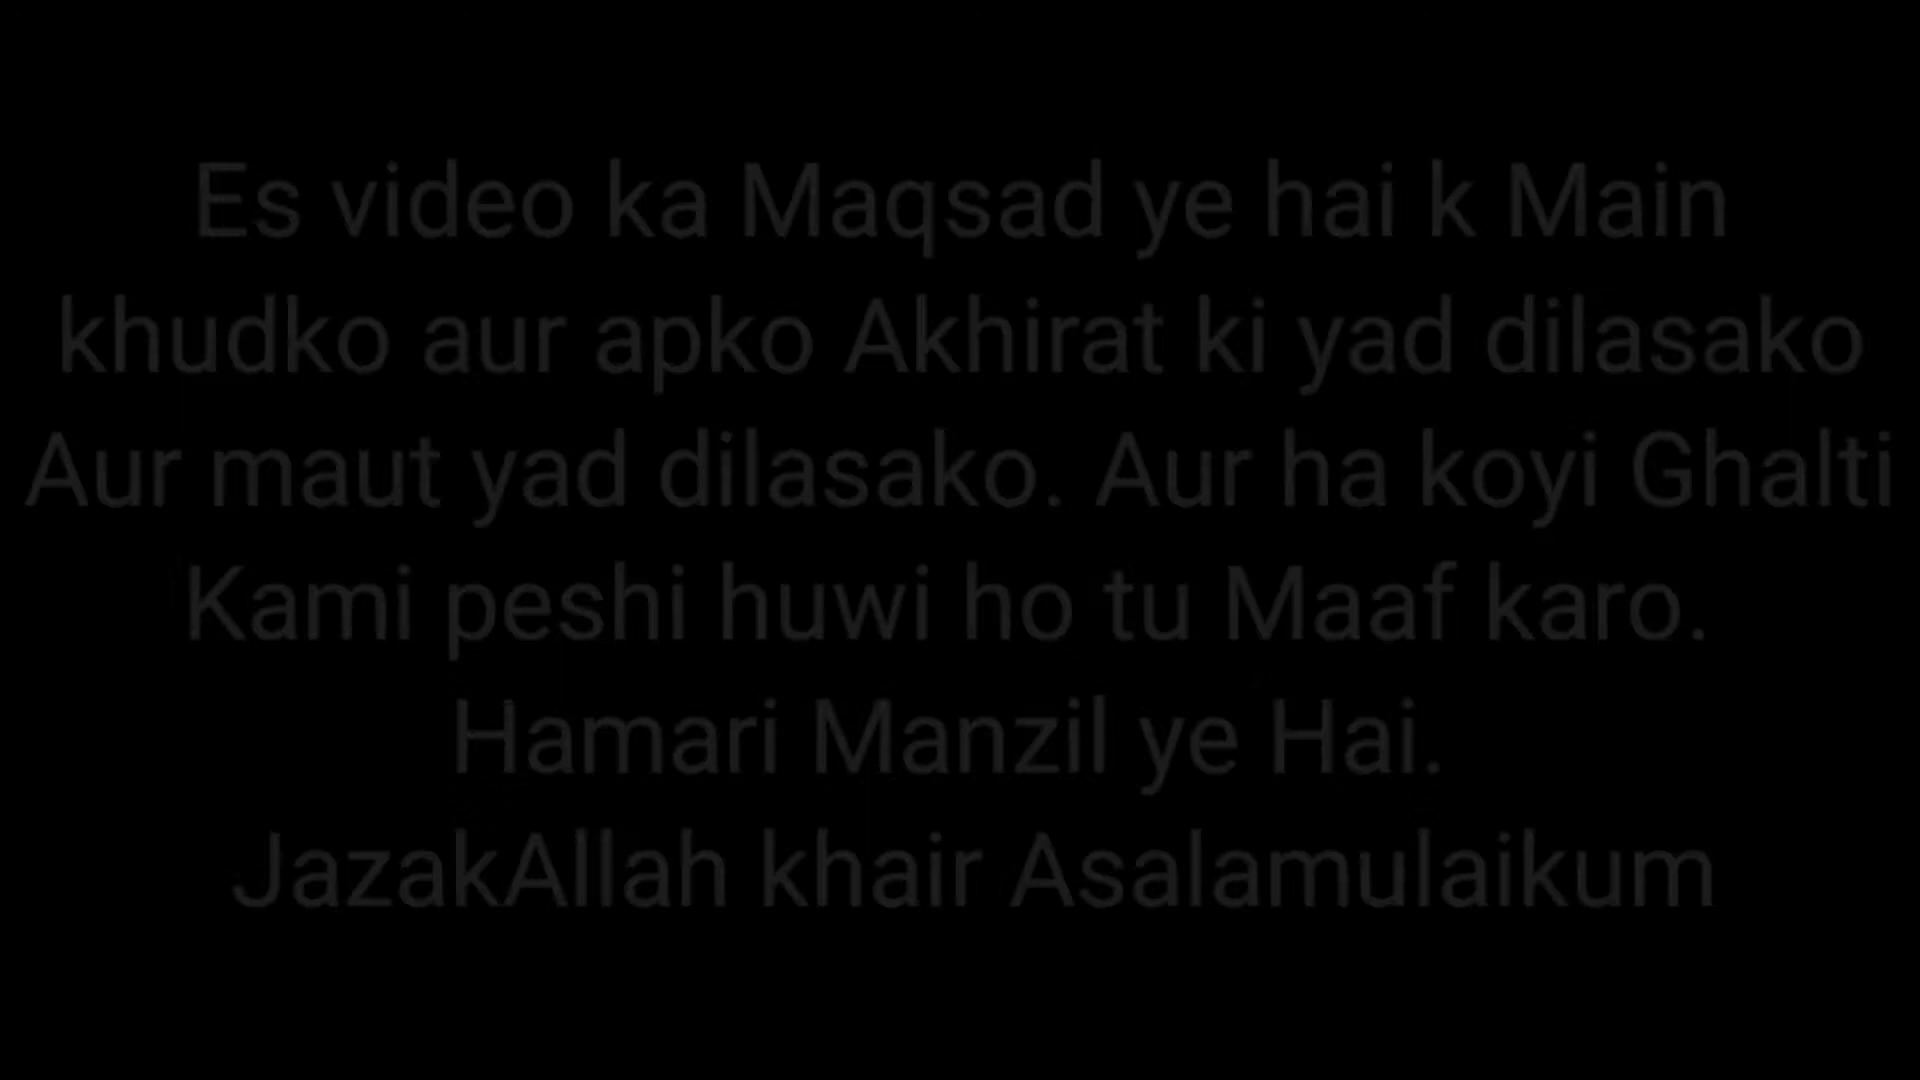 Es video ka Maqsad ye hai k Main
khudko aur apko Akhirat ki yad dilasako
Aur maut yad dilasako. Aur ha koyi Ghalti
Kami peshi huwi ho tu Maaf karo.
Hamari Manzil ye Hai.
JazakAllah khair Asalamulaikum